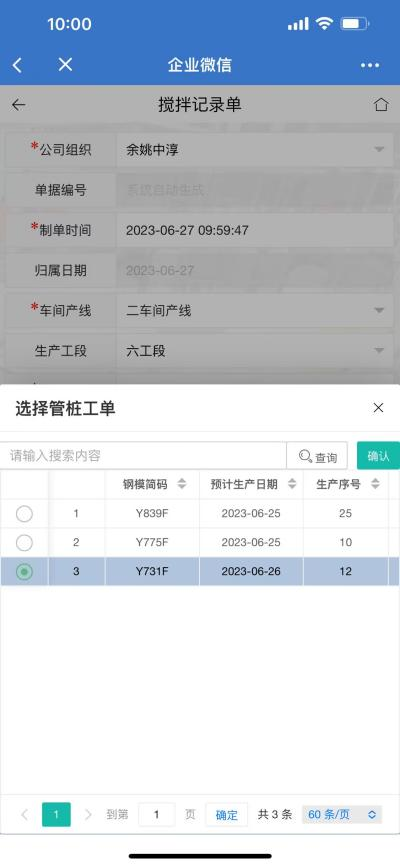 10:00
企业微信
搅拌记录单
*公司组织 余姚中淳
单据编号 系统自动生成
*制单时间 2023-06-27 09:59:47
归属日期 2023-06-27
*车间产线 二车间产线
生产工段 六工段
选择管桩工单
请输入搜索内容 查询 确认
钢模简码 预计生产日期 生产序号
1 Y839F 2023-06-25 25
2 Y775F 2023-06-25 10
3 Y731F 2023-06-26 12
1 到第 1 页 确定 共 3 条 60 条/页